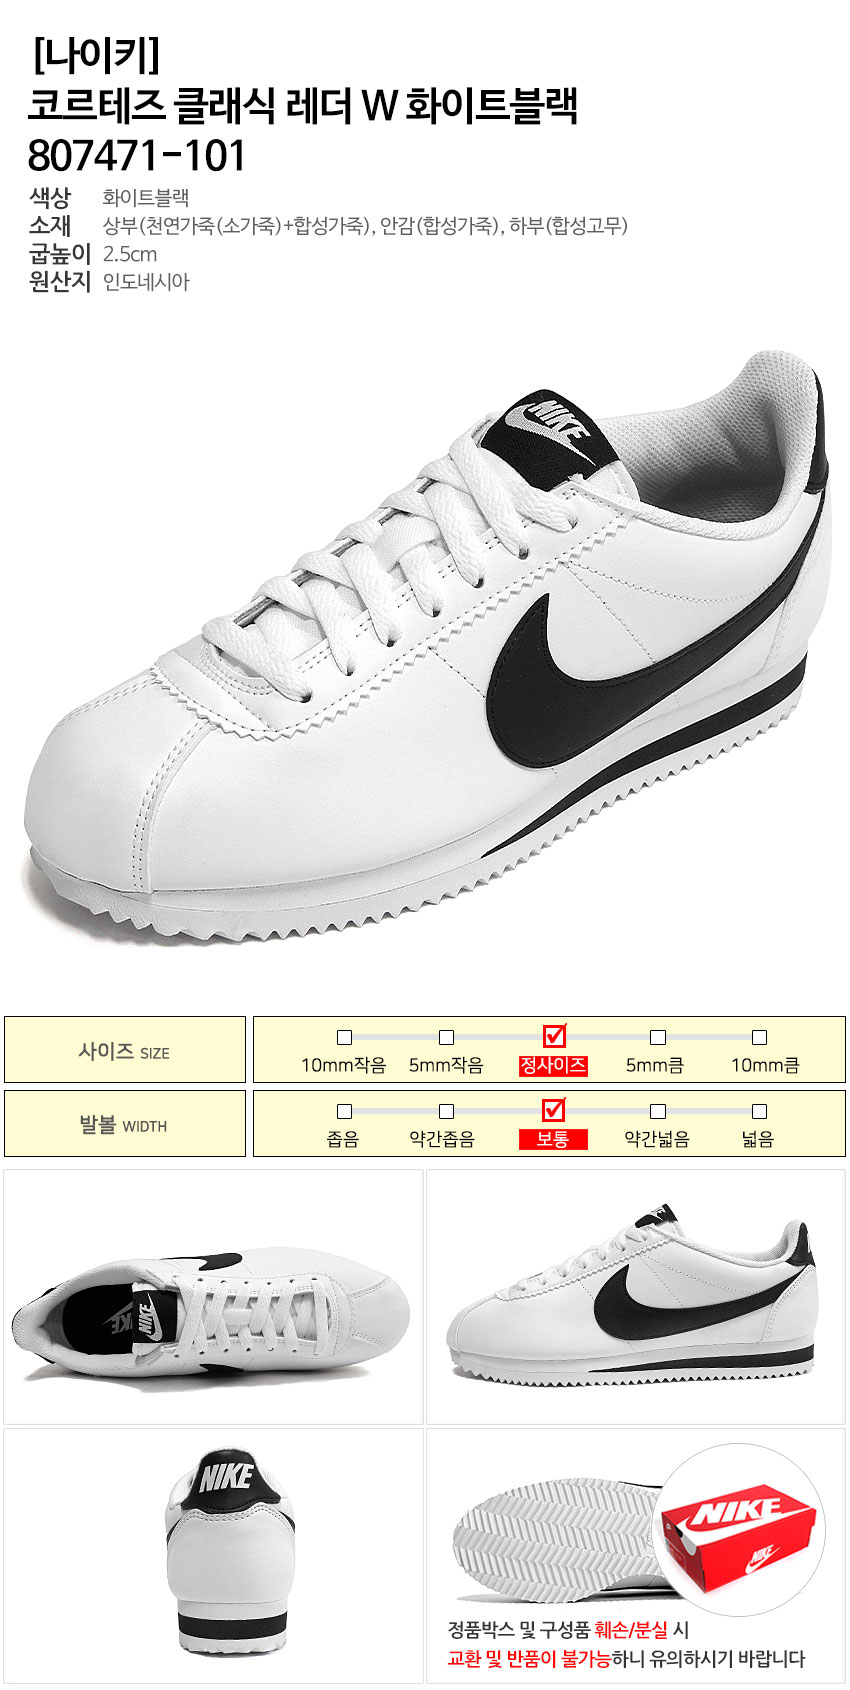 [나이키]
코르테즈 클래식 레더 W 화이트블랙
807471-101
색상 화이트블랙
소재 상부(천연가죽(소가죽)+합성가죽), 안감(합성가죽), 하부(합성고무)
굽높이 2.5cm
원산지 인도네시아
NIKE
사이즈 SIZE
10mm작음 5mm작음 정사이즈 5mm큼 10mm큼
발볼 WIDTH
좁음 약간좁음 보통 약간넓음 넓음
NIKE
NIKE
NIKE
NIKE
정품박스 및 구성품 훼손/분실 시
교환 및 반품이 불가능하니 유의하시기 바랍니다